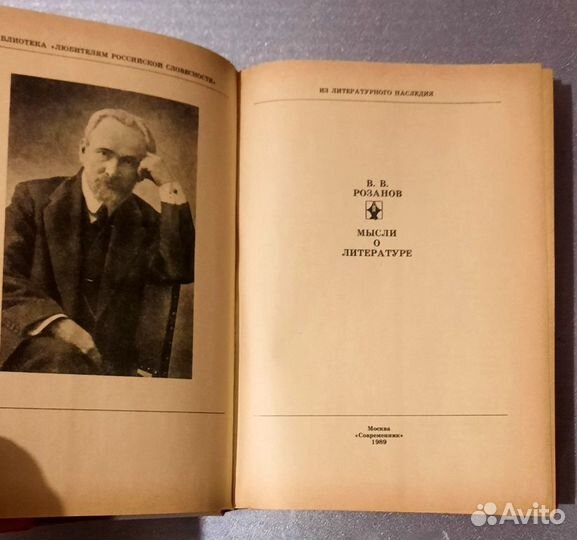 БИБЛИОТЕКА «ЛЮБИТЕЛЯМ РОССИЙСКОЙ СЛОВЕСНОСТИ»
ИЗ ЛИТЕРАТУРНОГО НАСЛЕДИЯ
В. В.
РОЗАНОВ
МЫСЛИ
О
ЛИТЕРАТУРЕ
Москва
«Современник»
1989
Avito